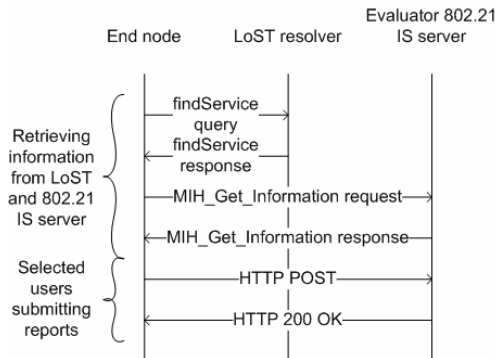 End node
LoST resolver
Evaluator 802.21
IS server
findService
query
findService
response
MIH_Get_Information request
MIH_Get_Information response
Retrieving
information
from LoST
and 802.21
IS server
HTTP POST
HTTP 200 OK
Selected
users
submitting
reports